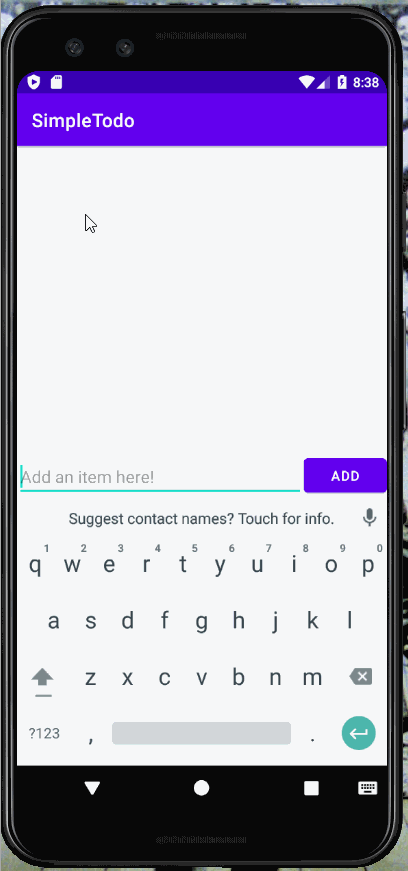 8:38
SimpleTodo
Add an item here! ADD
Suggest contact names? Touch for info.
1 2 3 4 5 6 7 8 9 0
q w e r t y u i o p
a s d f g h j k l
z x c v b n m
?123 , .